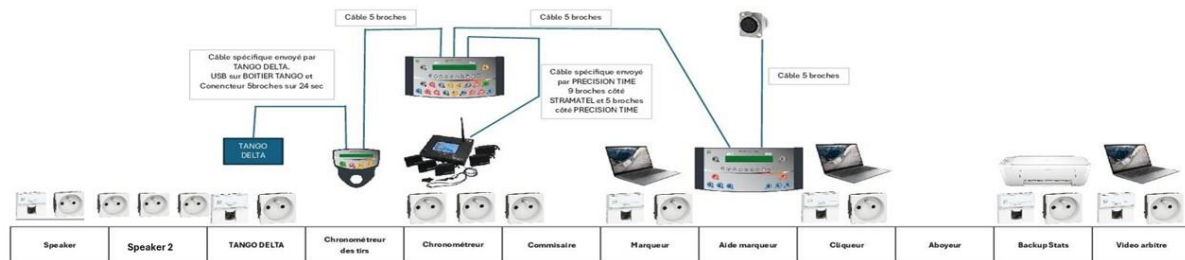 Câble 5 broches
Câble 5 broches
Câble spécifique envoyé par
TANGO DELTA.
USB sur BOITIER TANGO et
Conencteur 5broches sur 24 sec
Câble spécifique envoyé
par PRECISION TIME
9 broches côté
STRAMATEL et 5 broches
côté PRECISION TIME
Câble 5 broches
TANGO
DELTA
Speaker
Speaker 2
TANGO DELTA
Chronométreur
des tirs
Chronométreur
Commisaire
Marqueur
Aide marqueur
Cliqueur
Aboyeur
Backup Stats
Video arbitre